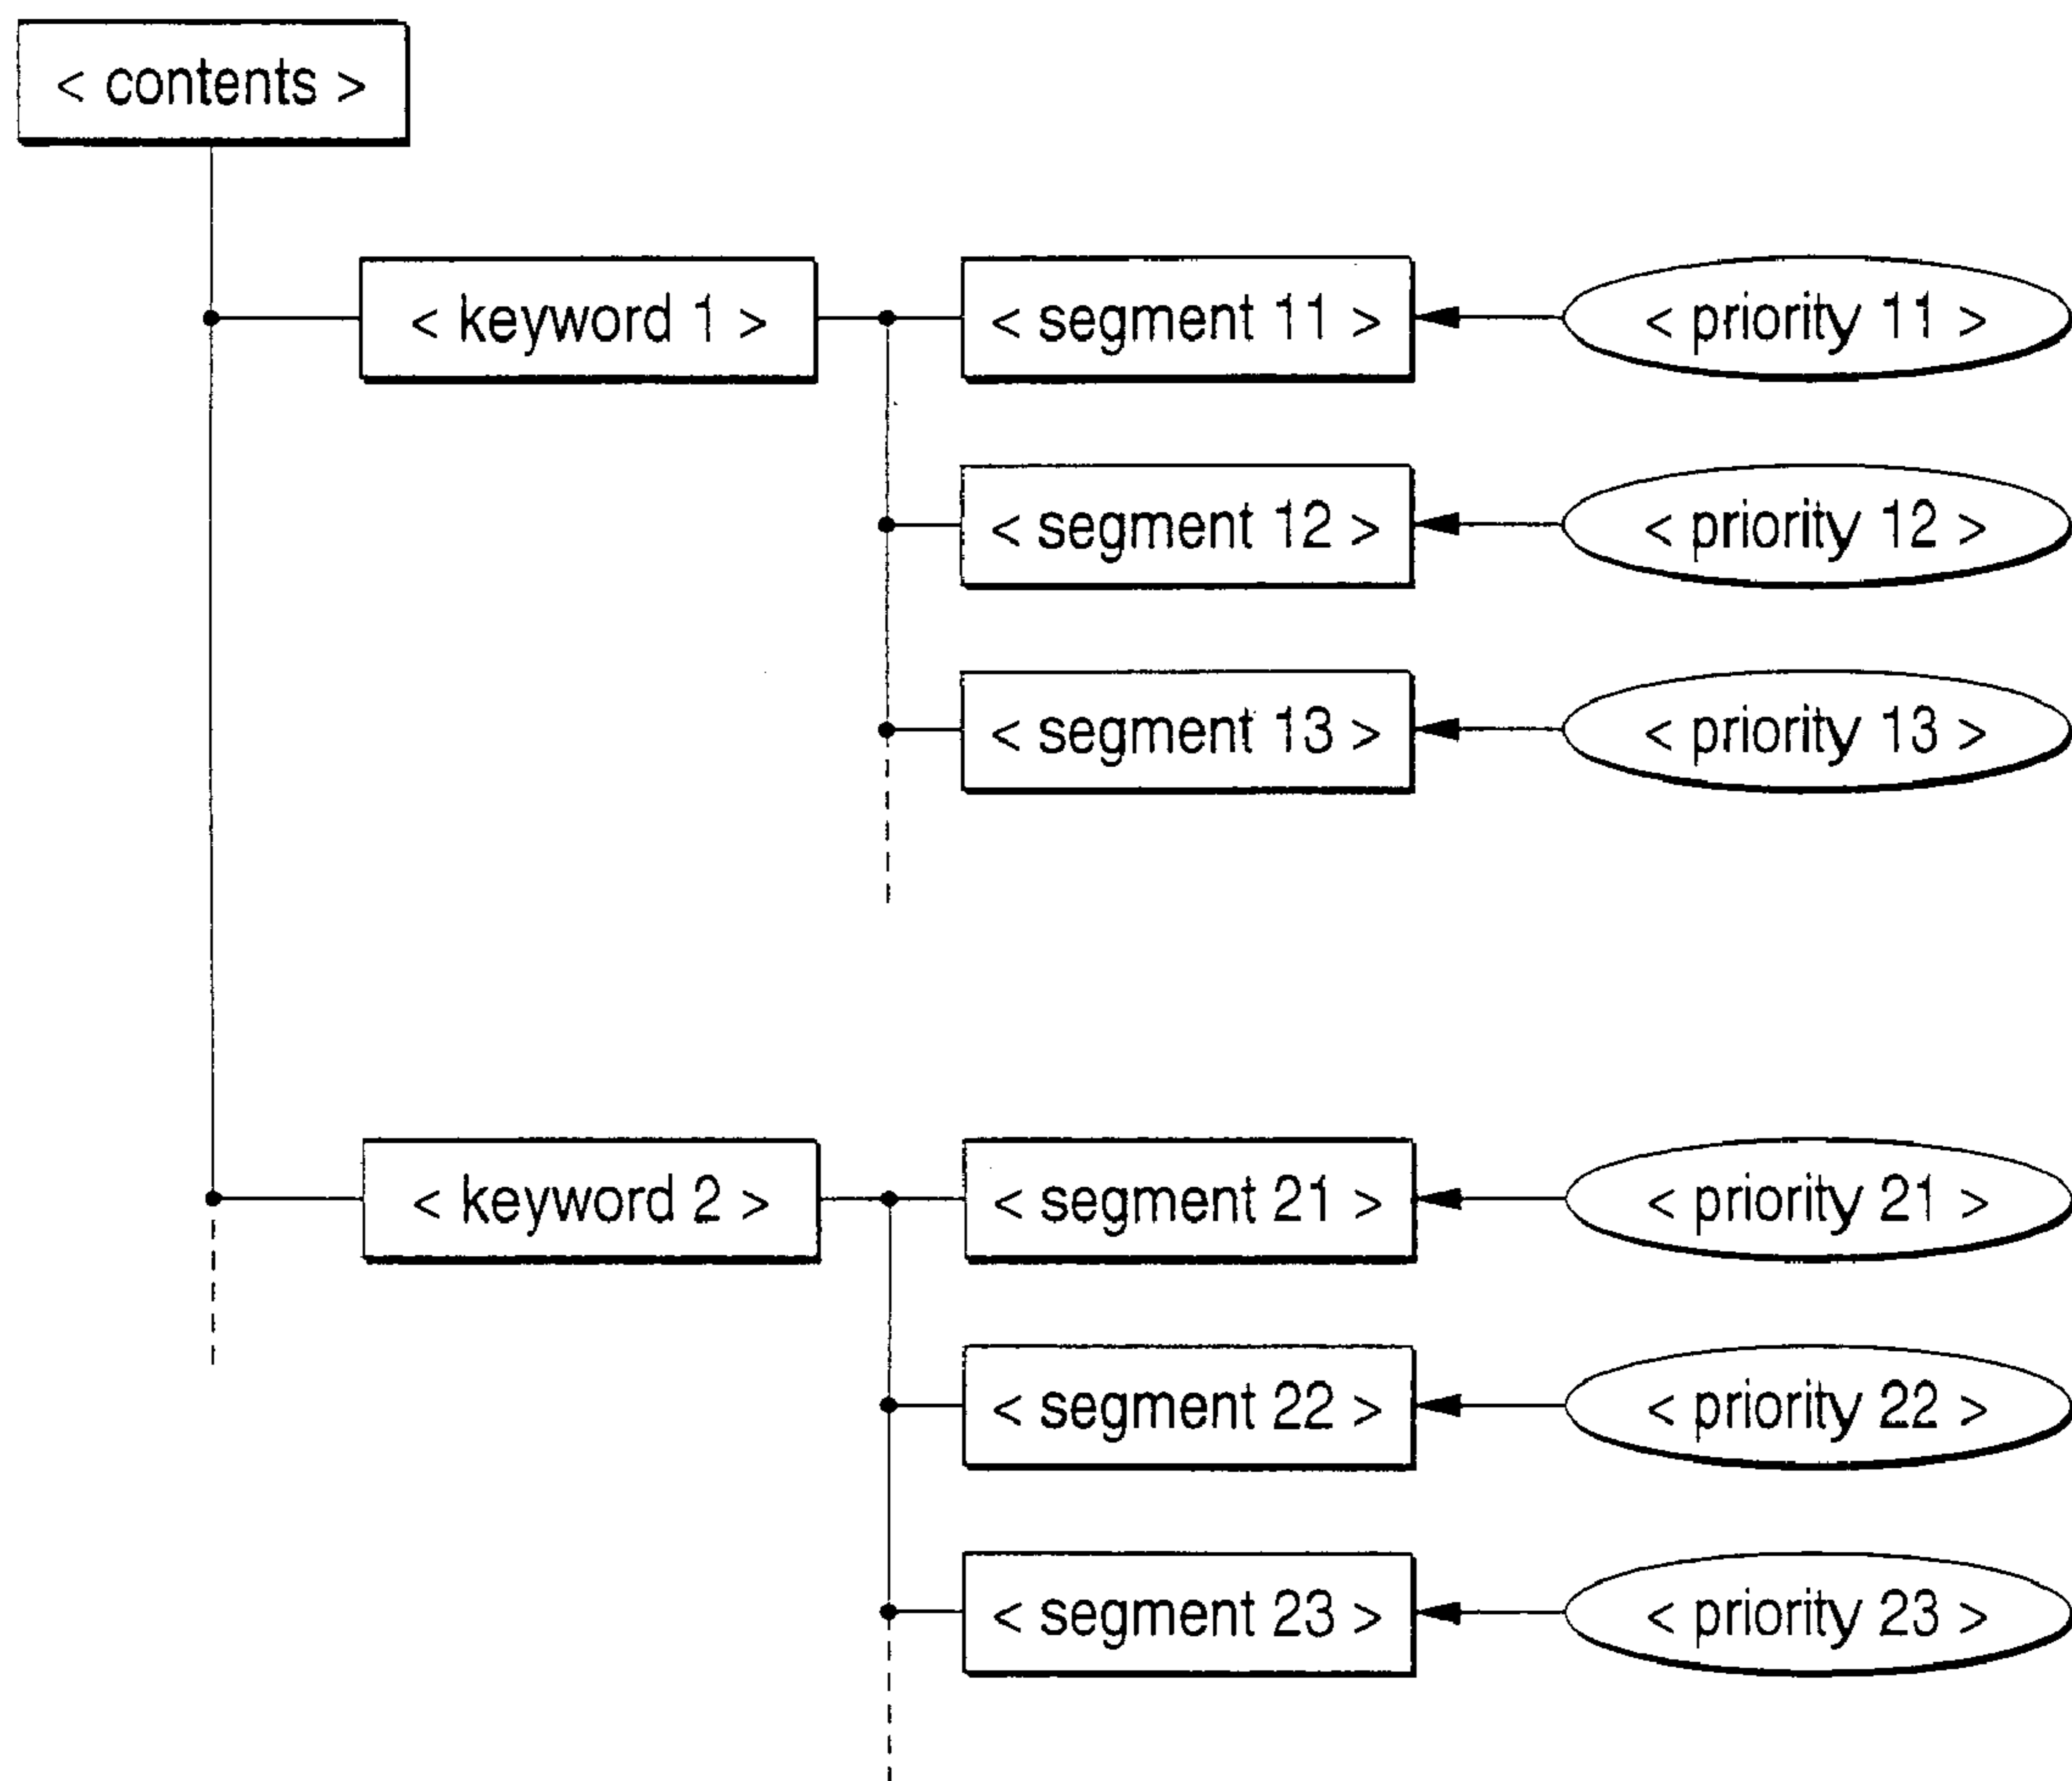 < contents >
< keyword 1 >
< segment 11 >
< priority 11 >
< segment 12 >
< priority 12 >
< segment 13 >
< priority 13 >
< keyword 2 >
< segment 21 >
< priority 21 >
< segment 22 >
< priority 22 >
< segment 23 >
< priority 23 >